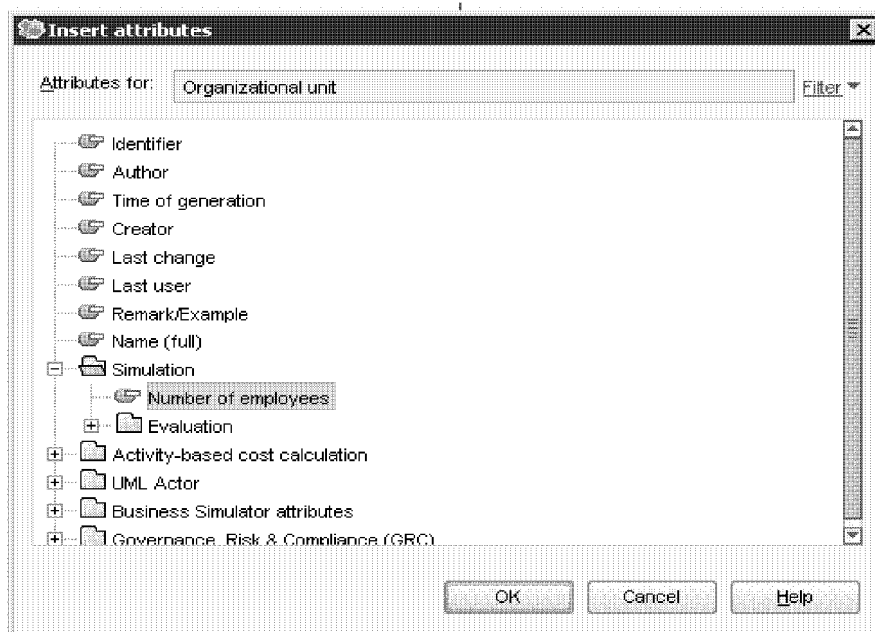 Insert attributes
Attributes for: Organizational unit Filter
Identifier
Author
Time of generation
Creator
Last change
Last user
Remark/Example
Name (full)
Simulation
Number of employees
Evaluation
Activity-based cost calculation
UML Actor
Business Simulator attributes
Governance, Risk & Compliance (GRC)
OK Cancel Help